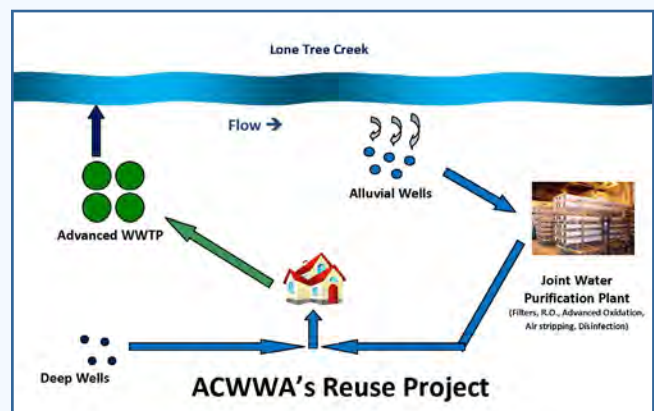 Lone Tree Creek
Flow →
Alluvial Wells
Advanced WWTP
Joint Water
Purification Plant
(Filters, R.O., Advanced Oxidation,
Air stripping, Disinfection)
Deep Wells
ACWWA's Reuse Project